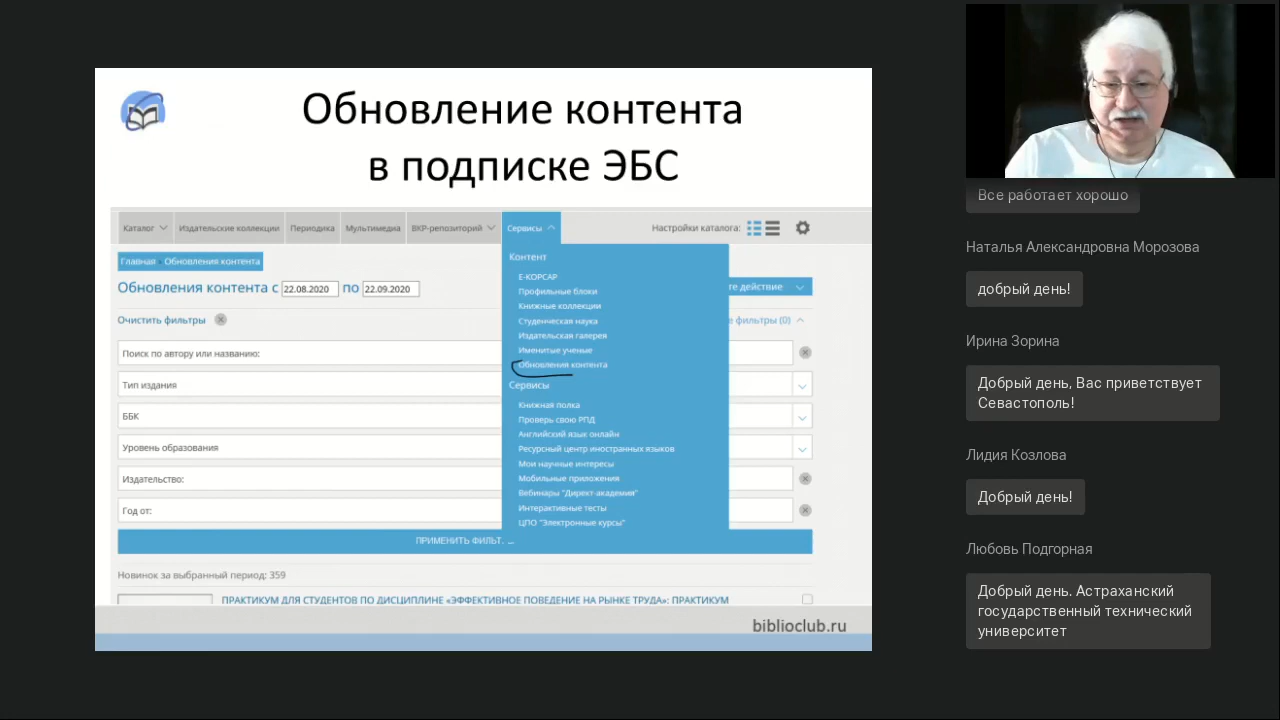 Обновление контента
в подписке ЭБС
Каталог
Издательские коллекции
Периодика
Мультимедиа
ВКР-репозиторий
Сервисы
Настройки каталога:
Главная Обновления контента
Обновления контента с 22.08.2020 по 22.09.2020
те действие
Очистить фильтры
е фильтры (0)
Поиск по автору или названию:
Тип издания
ББК
Уровень образования
Издательство:
Год от:
Контент
Е-КОРСАР
Профильные блоки
Книжные коллекции
Студенческая наука
Издательская галерея
Именитые ученые
Обновления контента
Сервисы
Книжная полка
Проверь свою РПД
Английский язык онлайн
Ресурсный центр иностранных языков
Мои научные интересы
Мобильные приложения
Вебинары "Директ-академия"
Интерактивные тесты
ЦПО "Электронные курсы"
ПРИМЕНИТЬ ФИЛЬТ.
Новинок за выбранный период: 359
ПРАКТИКУМ ДЛЯ СТУДЕНТОВ ПО ДИСЦИПЛИНЕ «ЭФФЕКТИВНОЕ ПОВЕДЕНИЕ НА РЫНКЕ ТРУДА»: ПРАКТИКУМ
biblioclub.ru
Все работает хорошо
Наталья Александровна Морозова
добрый день!
Ирина Зорина
Добрый день, Вас приветствует
Севастополь!
Лидия Козлова
Добрый день!
Любовь Подгорная
Добрый день. Астраханский
государственный технический
университет